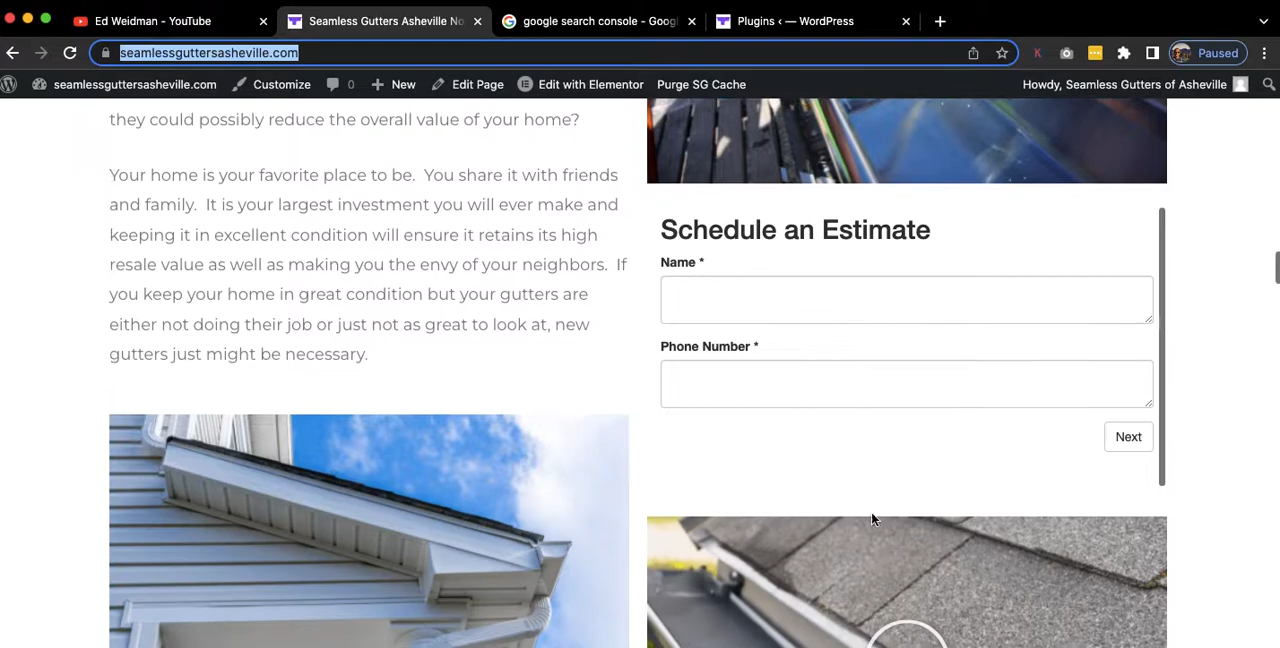 Ed Weidman - YouTube
Seamless Gutters Asheville No
google search console - Goog
Plugins ‹ — WordPress
seamlessguttersasheville.com
K
Paused
seamlessguttersasheville.com
Customize
0
New
Edit Page
Edit with Elementor
Purge SG Cache
Howdy, Seamless Gutters of Asheville
they could possibly reduce the overall value of your home?
Your home is your favorite place to be. You share it with friends
and family. It is your largest investment you will ever make and
keeping it in excellent condition will ensure it retains its high
resale value as well as making you the envy of your neighbors. If
you keep your home in great condition but your gutters are
either not doing their job or just not as great to look at, new
gutters just might be necessary.
Schedule an Estimate
Name *
Phone Number *
Next